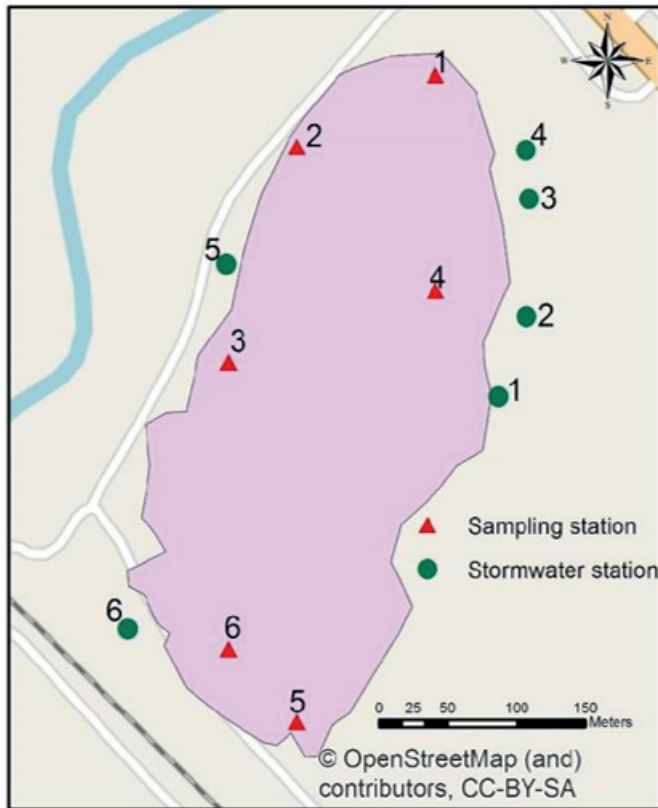 N
W E
S
1
2
4
3
5
4
2
3
1
Sampling station
Stormwater station
6
6
5
0 25 50 100 150
Meters
© OpenStreetMap (and)
contributors, CC-BY-SA